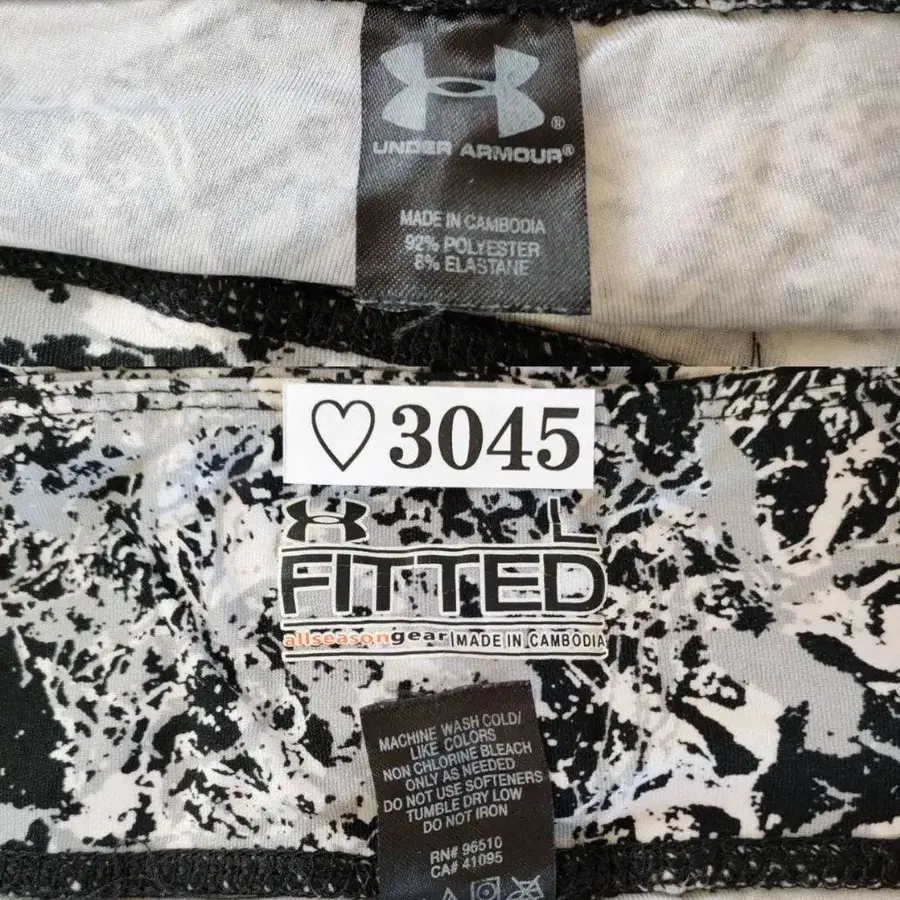 UNDER ARMOUR®
MADE IN CAMBODIA
92% POLYESTER
8% ELASTANE
♡3045
L
FITTED
allseasongear MADE IN CAMBODIA
MACHINE WASH COLD/
LIKE COLORS
NON CHLORINE BLEACH
ONLY AS NEEDED
DO NOT USE SOFTENERS
TUMBLE DRY LOW
DO NOT IRON
RN# 96510
CA# 41095